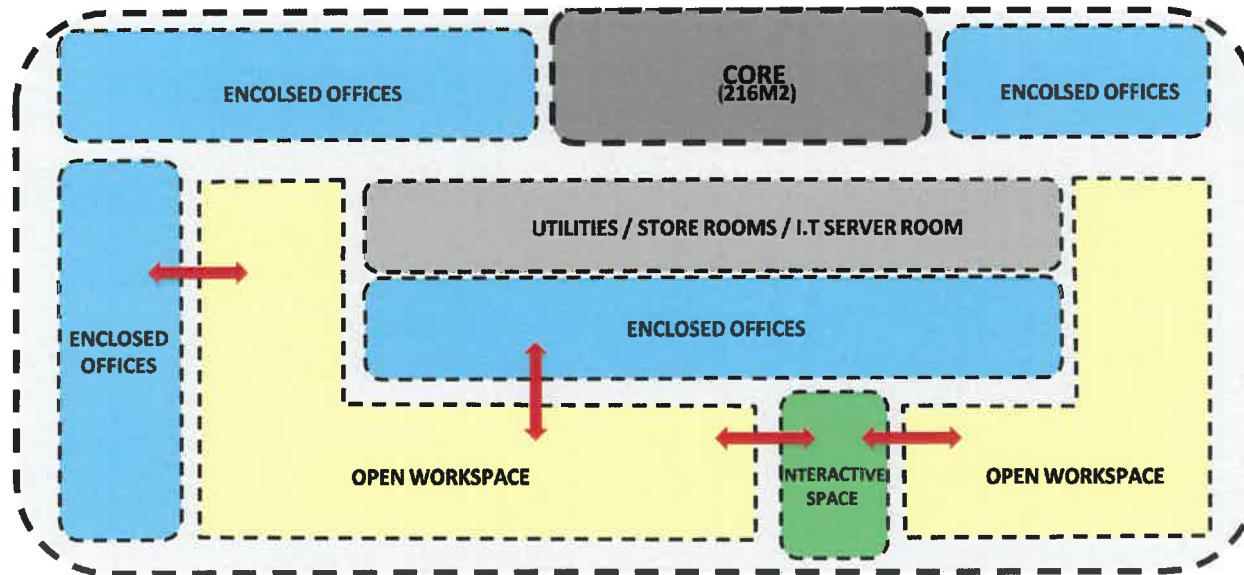 ENCOLSED OFFICES
CORE
(216M2)
ENCOLSED OFFICES
UTILITIES / STORE ROOMS / I.T SERVER ROOM
ENCLOSED OFFICES
ENCLOSED
OFFICES
OPEN WORKSPACE
INTERACTIVE
SPACE
OPEN WORKSPACE